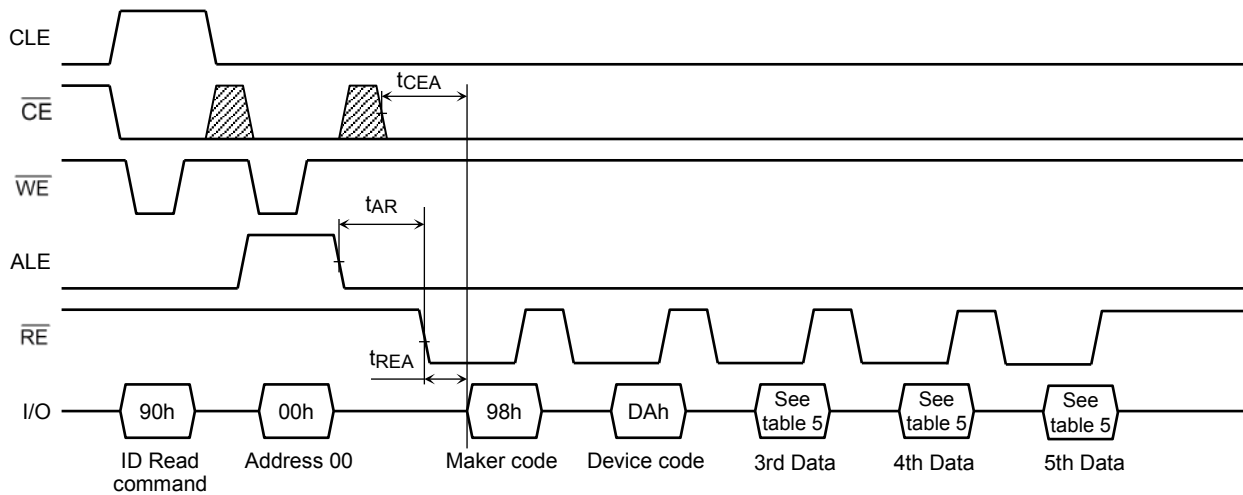 CLE
CE
tCEA
WE
tAR
ALE
RE
tREA
I/O
90h
00h
98h
DAh
See
table 5
See
table 5
See
table 5
ID Read
command
Address 00
Maker code
Device code
3rd Data
4th Data
5th Data